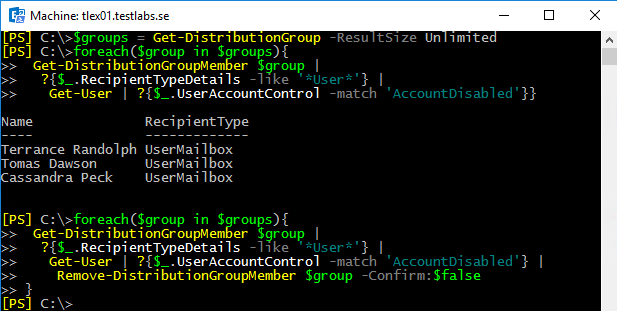 Machine: tlex01.testlabs.se
[PS] C:\>$groups = Get-DistributionGroup -ResultSize Unlimited
[PS] C:\>foreach($group in $groups){
>>  Get-DistributionGroupMember $group |
>>   ?{$_.RecipientTypeDetails -like '*User*'} |
>>    Get-User | ?{$_.UserAccountControl -match 'AccountDisabled'}}
Name              RecipientType
----              -------------
Terrance Randolph UserMailbox
Tomas Dawson      UserMailbox
Cassandra Peck    UserMailbox
[PS] C:\>foreach($group in $groups){
>>  Get-DistributionGroupMember $group |
>>   ?{$_.RecipientTypeDetails -like '*User*'} |
>>    Get-User | ?{$_.UserAccountControl -match 'AccountDisabled'} |
>>     Remove-DistributionGroupMember $group -Confirm:$false
>> }
[PS] C:\>